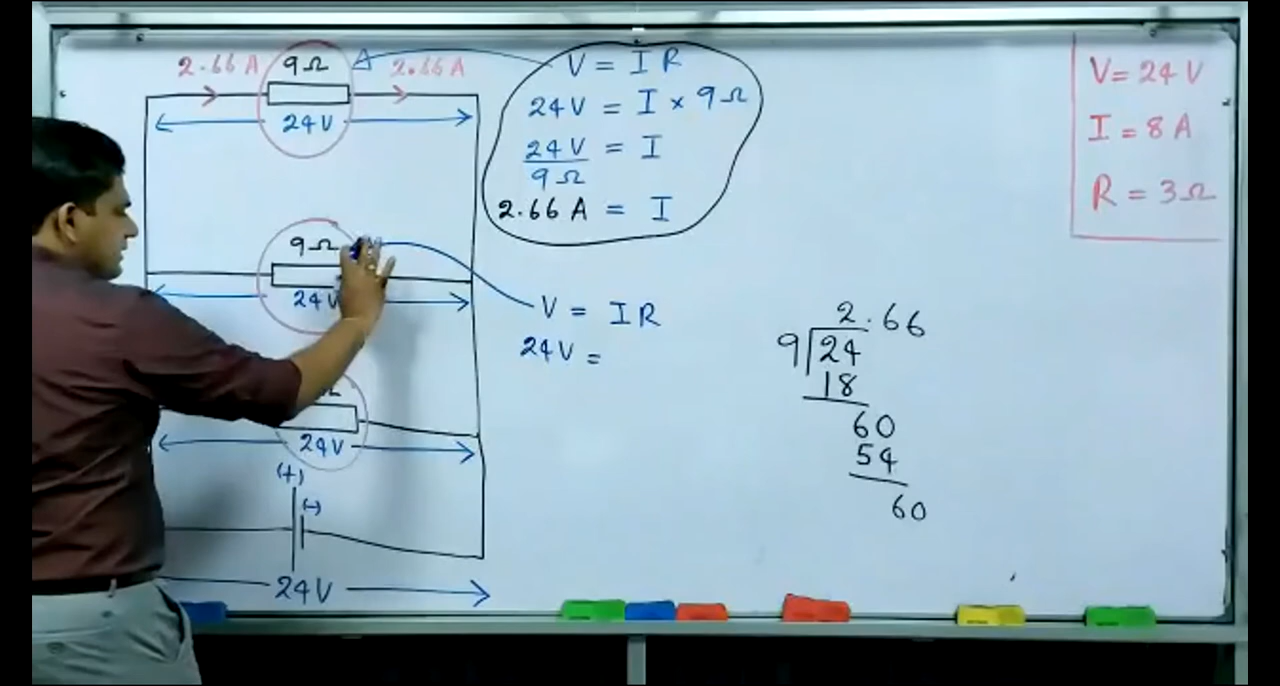 2.66 A
9Ω
2.66 A
24V
9Ω
24V
24V
(+)
(-)
24V
V = I R
24V = I × 9Ω
24V
9Ω
= I
2.66 A = I
V = I R
24V =
2.66
9 24
18
60
54
60
V = 24 V
I = 8 A
R = 3Ω